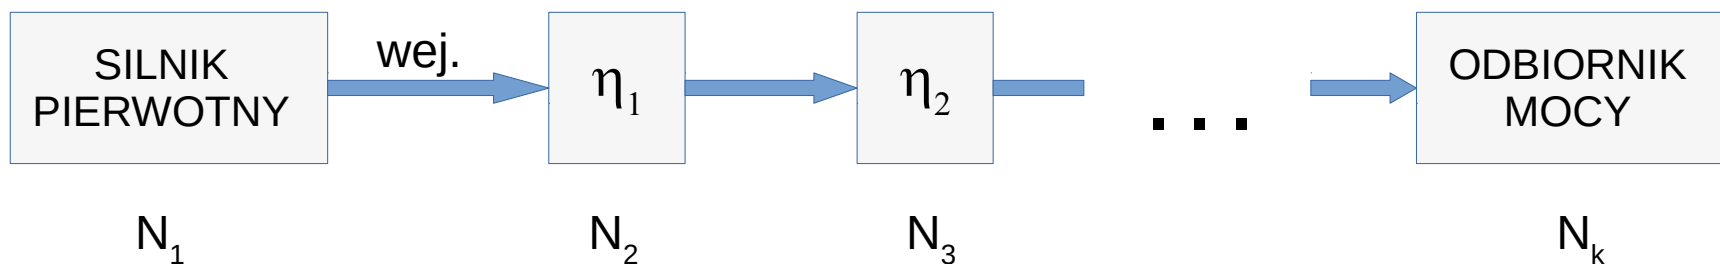 SILNIK
PIERWOTNY
wej.
η₁
η₂
. . .
ODBIORNIK
MOCY
N₁
N₂
N₃
Nₖ